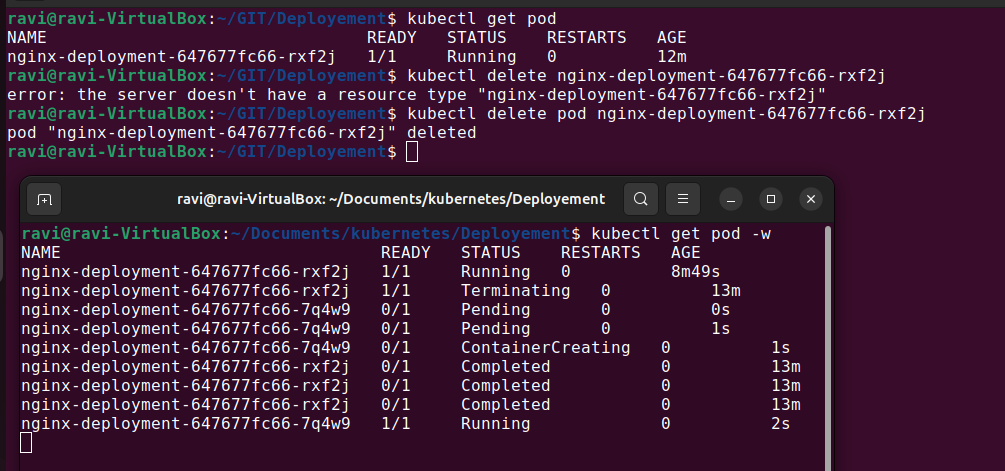 ravi@ravi-VirtualBox:~/GIT/Deployement$ kubectl get pod
NAME READY STATUS RESTARTS AGE
nginx-deployment-647677fc66-rxf2j 1/1 Running 0 12m
ravi@ravi-VirtualBox:~/GIT/Deployement$ kubectl delete nginx-deployment-647677fc66-rxf2j
error: the server doesn't have a resource type "nginx-deployment-647677fc66-rxf2j"
ravi@ravi-VirtualBox:~/GIT/Deployement$ kubectl delete pod nginx-deployment-647677fc66-rxf2j
pod "nginx-deployment-647677fc66-rxf2j" deleted
ravi@ravi-VirtualBox:~/GIT/Deployement$
ravi@ravi-VirtualBox: ~/Documents/kubernetes/Deployement
ravi@ravi-VirtualBox:~/Documents/kubernetes/Deployement$ kubectl get pod -w
NAME READY STATUS RESTARTS AGE
nginx-deployment-647677fc66-rxf2j 1/1 Running 0 8m49s
nginx-deployment-647677fc66-rxf2j 1/1 Terminating 0 13m
nginx-deployment-647677fc66-7q4w9 0/1 Pending 0 0s
nginx-deployment-647677fc66-7q4w9 0/1 Pending 0 1s
nginx-deployment-647677fc66-7q4w9 0/1 ContainerCreating 0 1s
nginx-deployment-647677fc66-rxf2j 0/1 Completed 0 13m
nginx-deployment-647677fc66-rxf2j 0/1 Completed 0 13m
nginx-deployment-647677fc66-rxf2j 0/1 Completed 0 13m
nginx-deployment-647677fc66-7q4w9 1/1 Running 0 2s